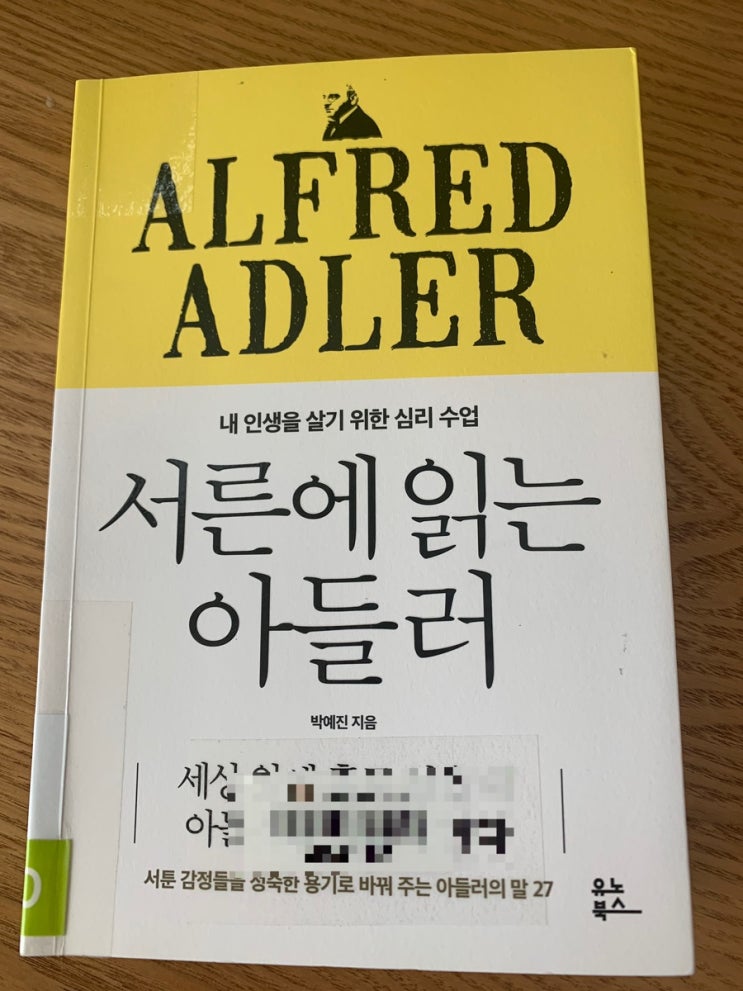 ALFRED
ADLER
내 인생을 살기 위한 심리 수업
서른에 읽는
아들러
박예진 지음
세상
서툰 감정들을 성숙한 용기로 바꿔 주는 아들러의 말 27
유노
북스